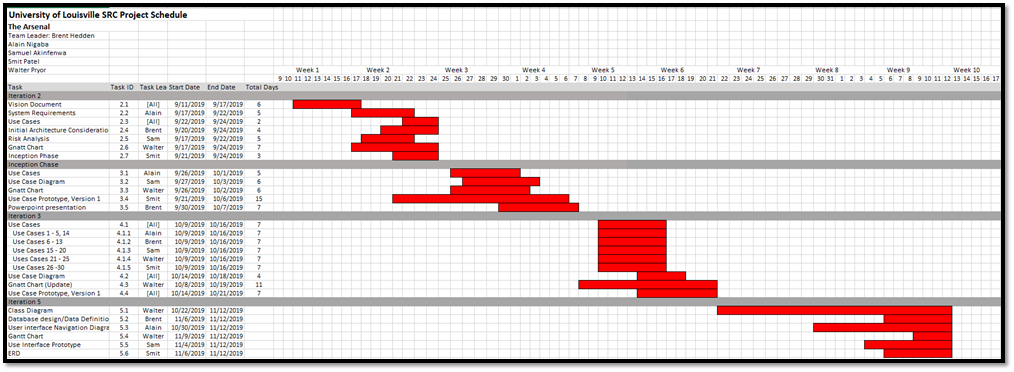 University of Louisville SRC Project Schedule
The Arsenal
Team Leader: Brent Hedden
Alain Nigaba
Samuel Akinfenwa
Smit Patel
Walter Pryor Week 1 Week 2 Week 3 Week 4 Week 5 Week 6 Week 7 Week 8 Week 9 Week 10
9 10 11 12 13 14 15 16 17 18 19 20 21 22 23 24 25 26 27 28 29 30 1 2 3 4 5 6 7 8 9 10 11 12 13 14 15 16 17 18 19 20 21 22 23 24 25 26 27 28 29 30 31 1 2 3 4 5 6 7 8 9 10 11 12 13 14 15 16 17
Task Task ID Task Lea Start Date End Date Total Days
Iteration 2
Vision Document 2.1 [All] 9/11/2019 9/17/2019 6
System Requirements 2.2 Alain 9/17/2019 9/22/2019 5
Use Cases 2.3 [All] 9/22/2019 9/24/2019 2
Initial Architecture Consideratio 2.4 Brent 9/20/2019 9/24/2019 4
Risk Analysis 2.5 Sam 9/17/2019 9/22/2019 5
Gnatt Chart 2.6 Walter 9/17/2019 9/24/2019 7
Inception Phase 2.7 Smit 9/21/2019 9/24/2019 3
Inception Chase
Use Cases 3.1 Alain 9/26/2019 10/1/2019 5
Use Case Diagram 3.2 Sam 9/27/2019 10/3/2019 6
Gnatt Chart 3.3 Walter 9/26/2019 10/2/2019 6
Use Case Prototype, Version 1 3.4 Smit 9/21/2019 10/6/2019 15
Powerpoint presentation 3.5 Brent 9/30/2019 10/7/2019 7
Iteration 3
Use Cases 4.1 [All] 10/9/2019 10/16/2019 7
Use Cases 1 - 5, 14 4.1.1 Alain 10/9/2019 10/16/2019 7
Use Cases 6 - 13 4.1.2 Brent 10/9/2019 10/16/2019 7
Use Cases 15 - 20 4.1.3 Sam 10/9/2019 10/16/2019 7
Uses Cases 21 - 25 4.1.4 Walter 10/9/2019 10/16/2019 7
Use Cases 26 -30 4.1.5 Smit 10/9/2019 10/16/2019 7
Use Case Diagram 4.2 [All] 10/14/2019 10/18/2019 4
Gnatt Chart (Update) 4.3 Walter 10/8/2019 10/19/2019 11
Use Case Prototype, Version 1 4.4 [All] 10/14/2019 10/21/2019 7
Iteration 5
Class Diagram 5.1 Walter 10/22/2019 11/12/2019
Database design/Data Definitio 5.2 Brent 11/6/2019 11/12/2019
User interface Navigation Diagra 5.3 Alain 10/30/2019 11/12/2019
Gantt Chart 5.4 Walter 11/9/2019 11/12/2019
Use Interface Prototype 5.5 Sam 11/4/2019 11/12/2019
ERD 5.6 Smit 11/6/2019 11/12/2019